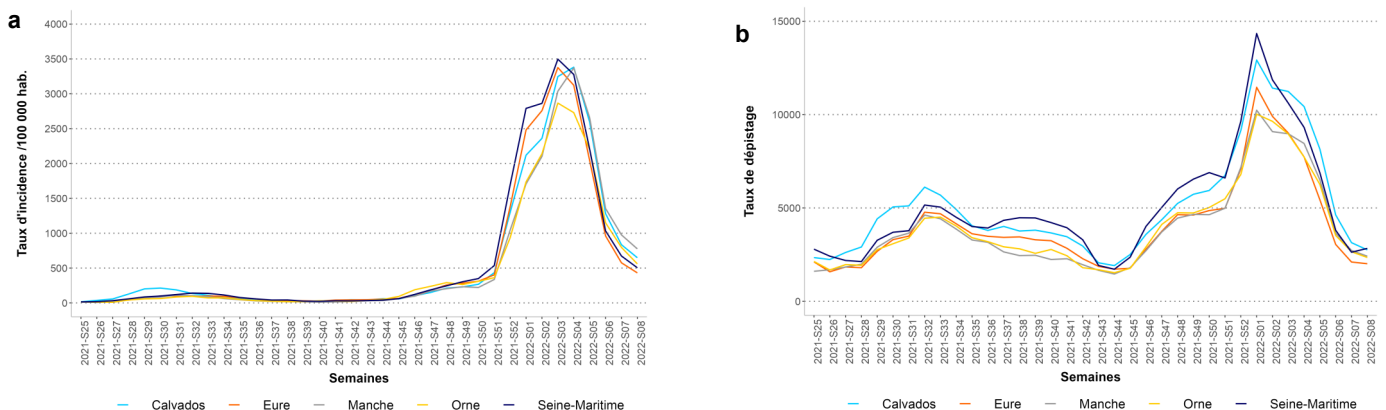 a
Taux d'incidence /100 000 hab.
4000
3500
3000
2500
2000
1500
1000
500
0
2021-S25
2021-S26
2021-S27
2021-S28
2021-S29
2021-S30
2021-S31
2021-S32
2021-S33
2021-S34
2021-S35
2021-S36
2021-S37
2021-S38
2021-S39
2021-S40
2021-S41
2021-S42
2021-S43
2021-S44
2021-S45
2021-S46
2021-S47
2021-S48
2021-S49
2021-S50
2021-S51
2021-S52
2022-S01
2022-S02
2022-S03
2022-S04
2022-S05
2022-S06
2022-S07
2022-S08
Semaines
Calvados Eure Manche Orne Seine-Maritime
b
Taux de dépistage
15000
10000
5000
0
2021-S25
2021-S26
2021-S27
2021-S28
2021-S29
2021-S30
2021-S31
2021-S32
2021-S33
2021-S34
2021-S35
2021-S36
2021-S37
2021-S38
2021-S39
2021-S40
2021-S41
2021-S42
2021-S43
2021-S44
2021-S45
2021-S46
2021-S47
2021-S48
2021-S49
2021-S50
2021-S51
2021-S52
2022-S01
2022-S02
2022-S03
2022-S04
2022-S05
2022-S06
2022-S07
2022-S08
Semaines
Calvados Eure Manche Orne Seine-Maritime